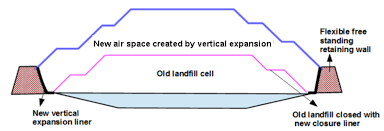 Flexible free
standing
retaining wall
New air space created by vertical expansion
Old landfill cell
New vertical
expansion liner
Old landfill closed with
new closure liner